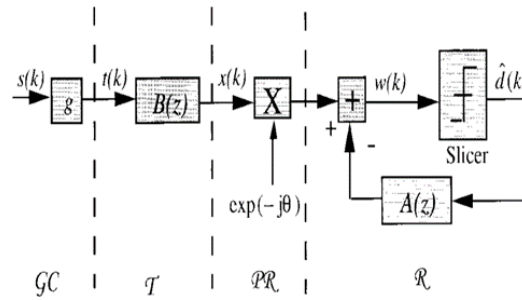 s(k) g t(k) B(z) x(k) X + w(k) d̂(k
+ -
Slicer
A(z)
exp(−jθ)
GC T PR R